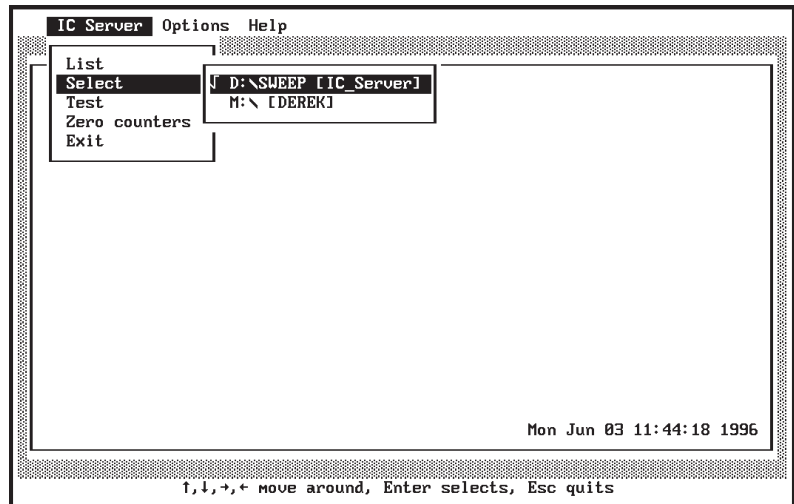 IC Server Options Help
List
Select
Test
Zero counters
Exit
√ D:\SWEEP [IC_Server]
M:\ [DEREK]
Mon Jun 03 11:44:18 1996
↑,↓,→,← move around, Enter selects, Esc quits